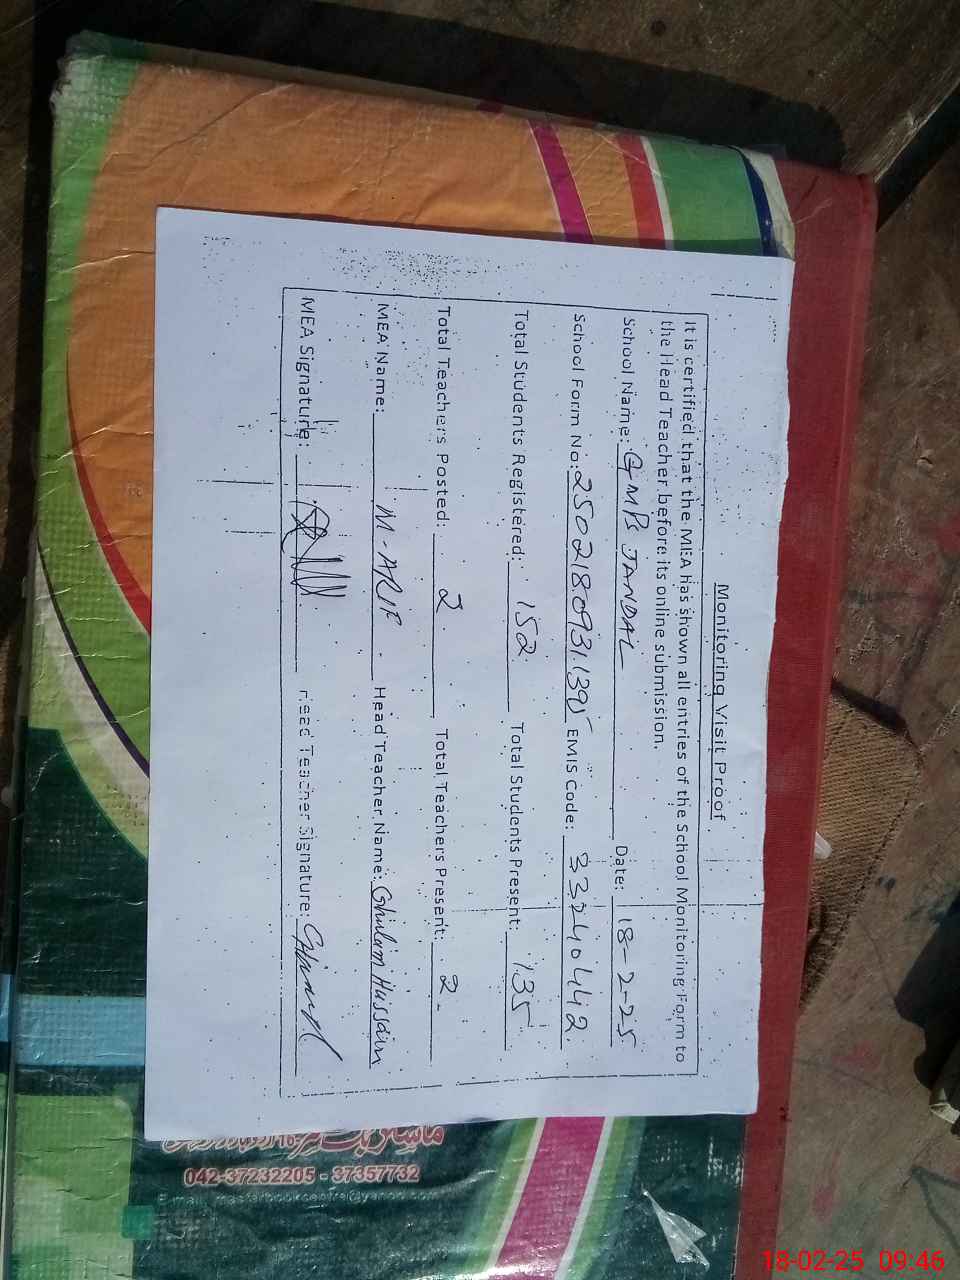 Monitoring Visit Proof
It is certified that the MEA has shown all entries of the School Monitoring Form to
the Head Teacher before its online submission.
School Name: GMPS JANDAL Date: 18-2-25
School Form No: 2502180931395 EMIS Code: 33240442
Total Students Registered: 152 Total Students Present: 135
Total Teachers Posted: 2 Total Teachers Present: 2
MEA Name: M- Head Teacher Name: Ghulam Hussain
MEA Signature: Head Teacher Signature:
042-37232205 - 37357732
18-02-25 09:46